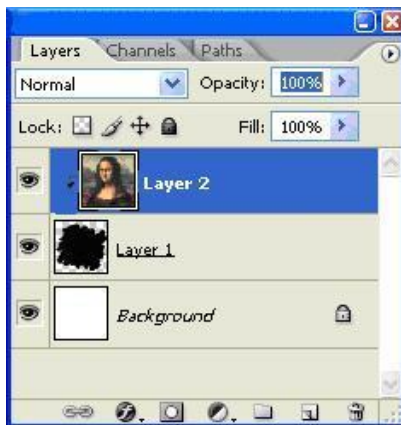 Layers Channels Paths
Normal Opacity: 100%
Lock: Fill: 100%
Layer 2
Layer 1
Background